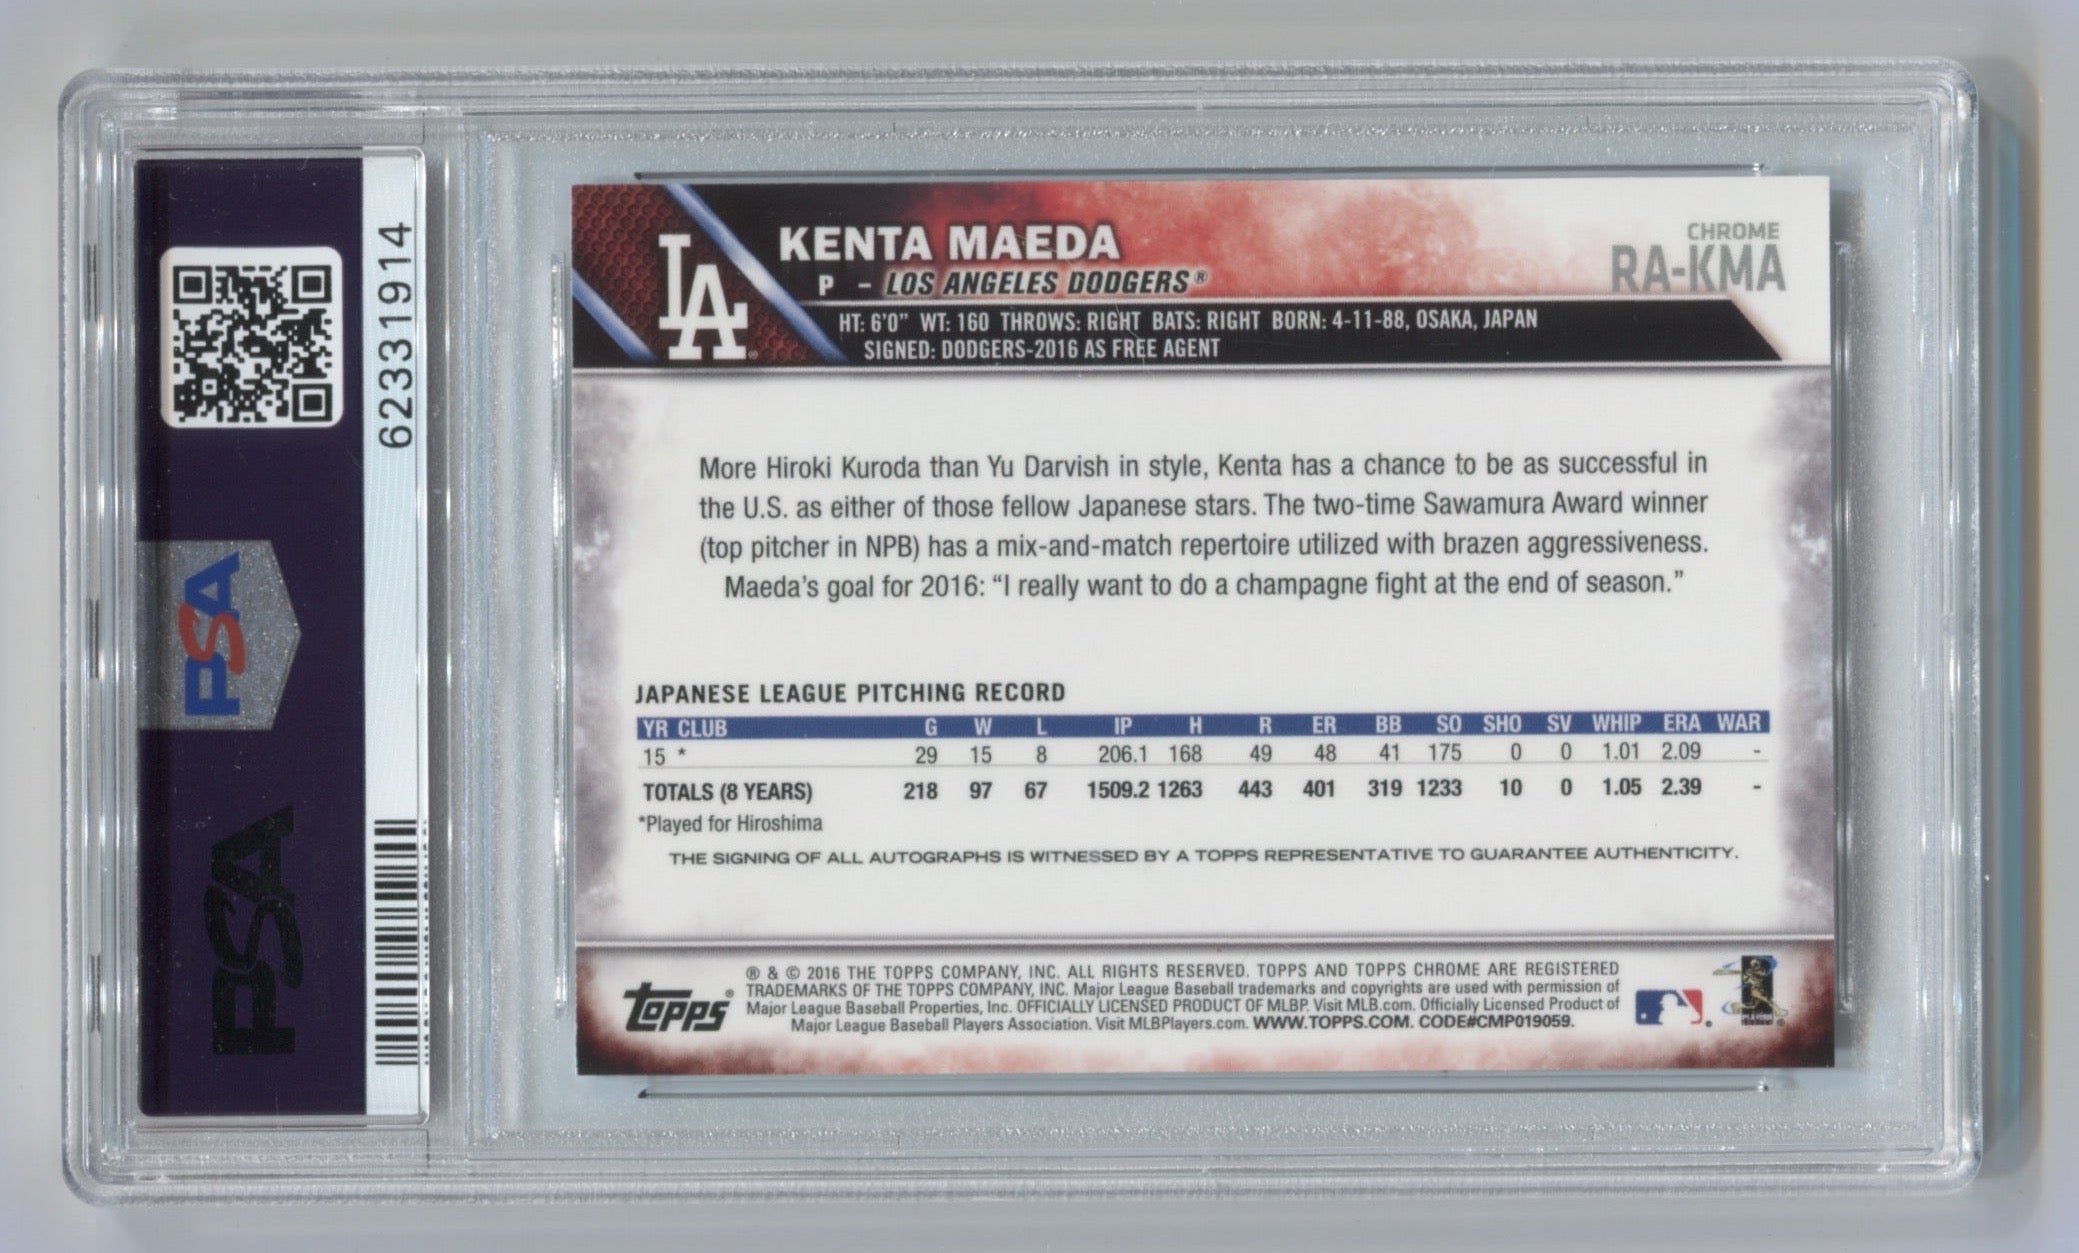 62331914
PSA
PSA
LA
KENTA MAEDA
P - LOS ANGELES DODGERS®
CHROME
RA-KMA
HT: 6'0" WT: 160 THROWS: RIGHT BATS: RIGHT BORN: 4-11-88, OSAKA, JAPAN
SIGNED: DODGERS-2016 AS FREE AGENT
More Hiroki Kuroda than Yu Darvish in style, Kenta has a chance to be as successful in
the U.S. as either of those fellow Japanese stars. The two-time Sawamura Award winner
(top pitcher in NPB) has a mix-and-match repertoire utilized with brazen aggressiveness.
Maeda's goal for 2016: “I really want to do a champagne fight at the end of season.”
JAPANESE LEAGUE PITCHING RECORD
YR CLUB G W L IP H R ER BB SO SHO SV WHIP ERA WAR
15 * 29 15 8 206.1 168 49 48 41 175 0 0 1.01 2.09 -
TOTALS (8 YEARS) 218 97 67 1509.2 1263 443 401 319 1233 10 0 1.05 2.39 -
*Played for Hiroshima
THE SIGNING OF ALL AUTOGRAPHS IS WITNESSED BY A TOPPS REPRESENTATIVE TO GUARANTEE AUTHENTICITY.
Topps®
® & © 2016 THE TOPPS COMPANY, INC. ALL RIGHTS RESERVED. TOPPS AND TOPPS CHROME ARE REGISTERED
TRADEMARKS OF THE TOPPS COMPANY, INC. Major League Baseball trademarks and copyrights are used with permission of
Major League Baseball Properties, Inc. OFFICIALLY LICENSED PRODUCT OF MLBP. Visit MLB.com. Officially Licensed Product of
Major League Baseball Players Association. Visit MLBPlayers.com. WWW.TOPPS.COM. CODE#CMP019059.